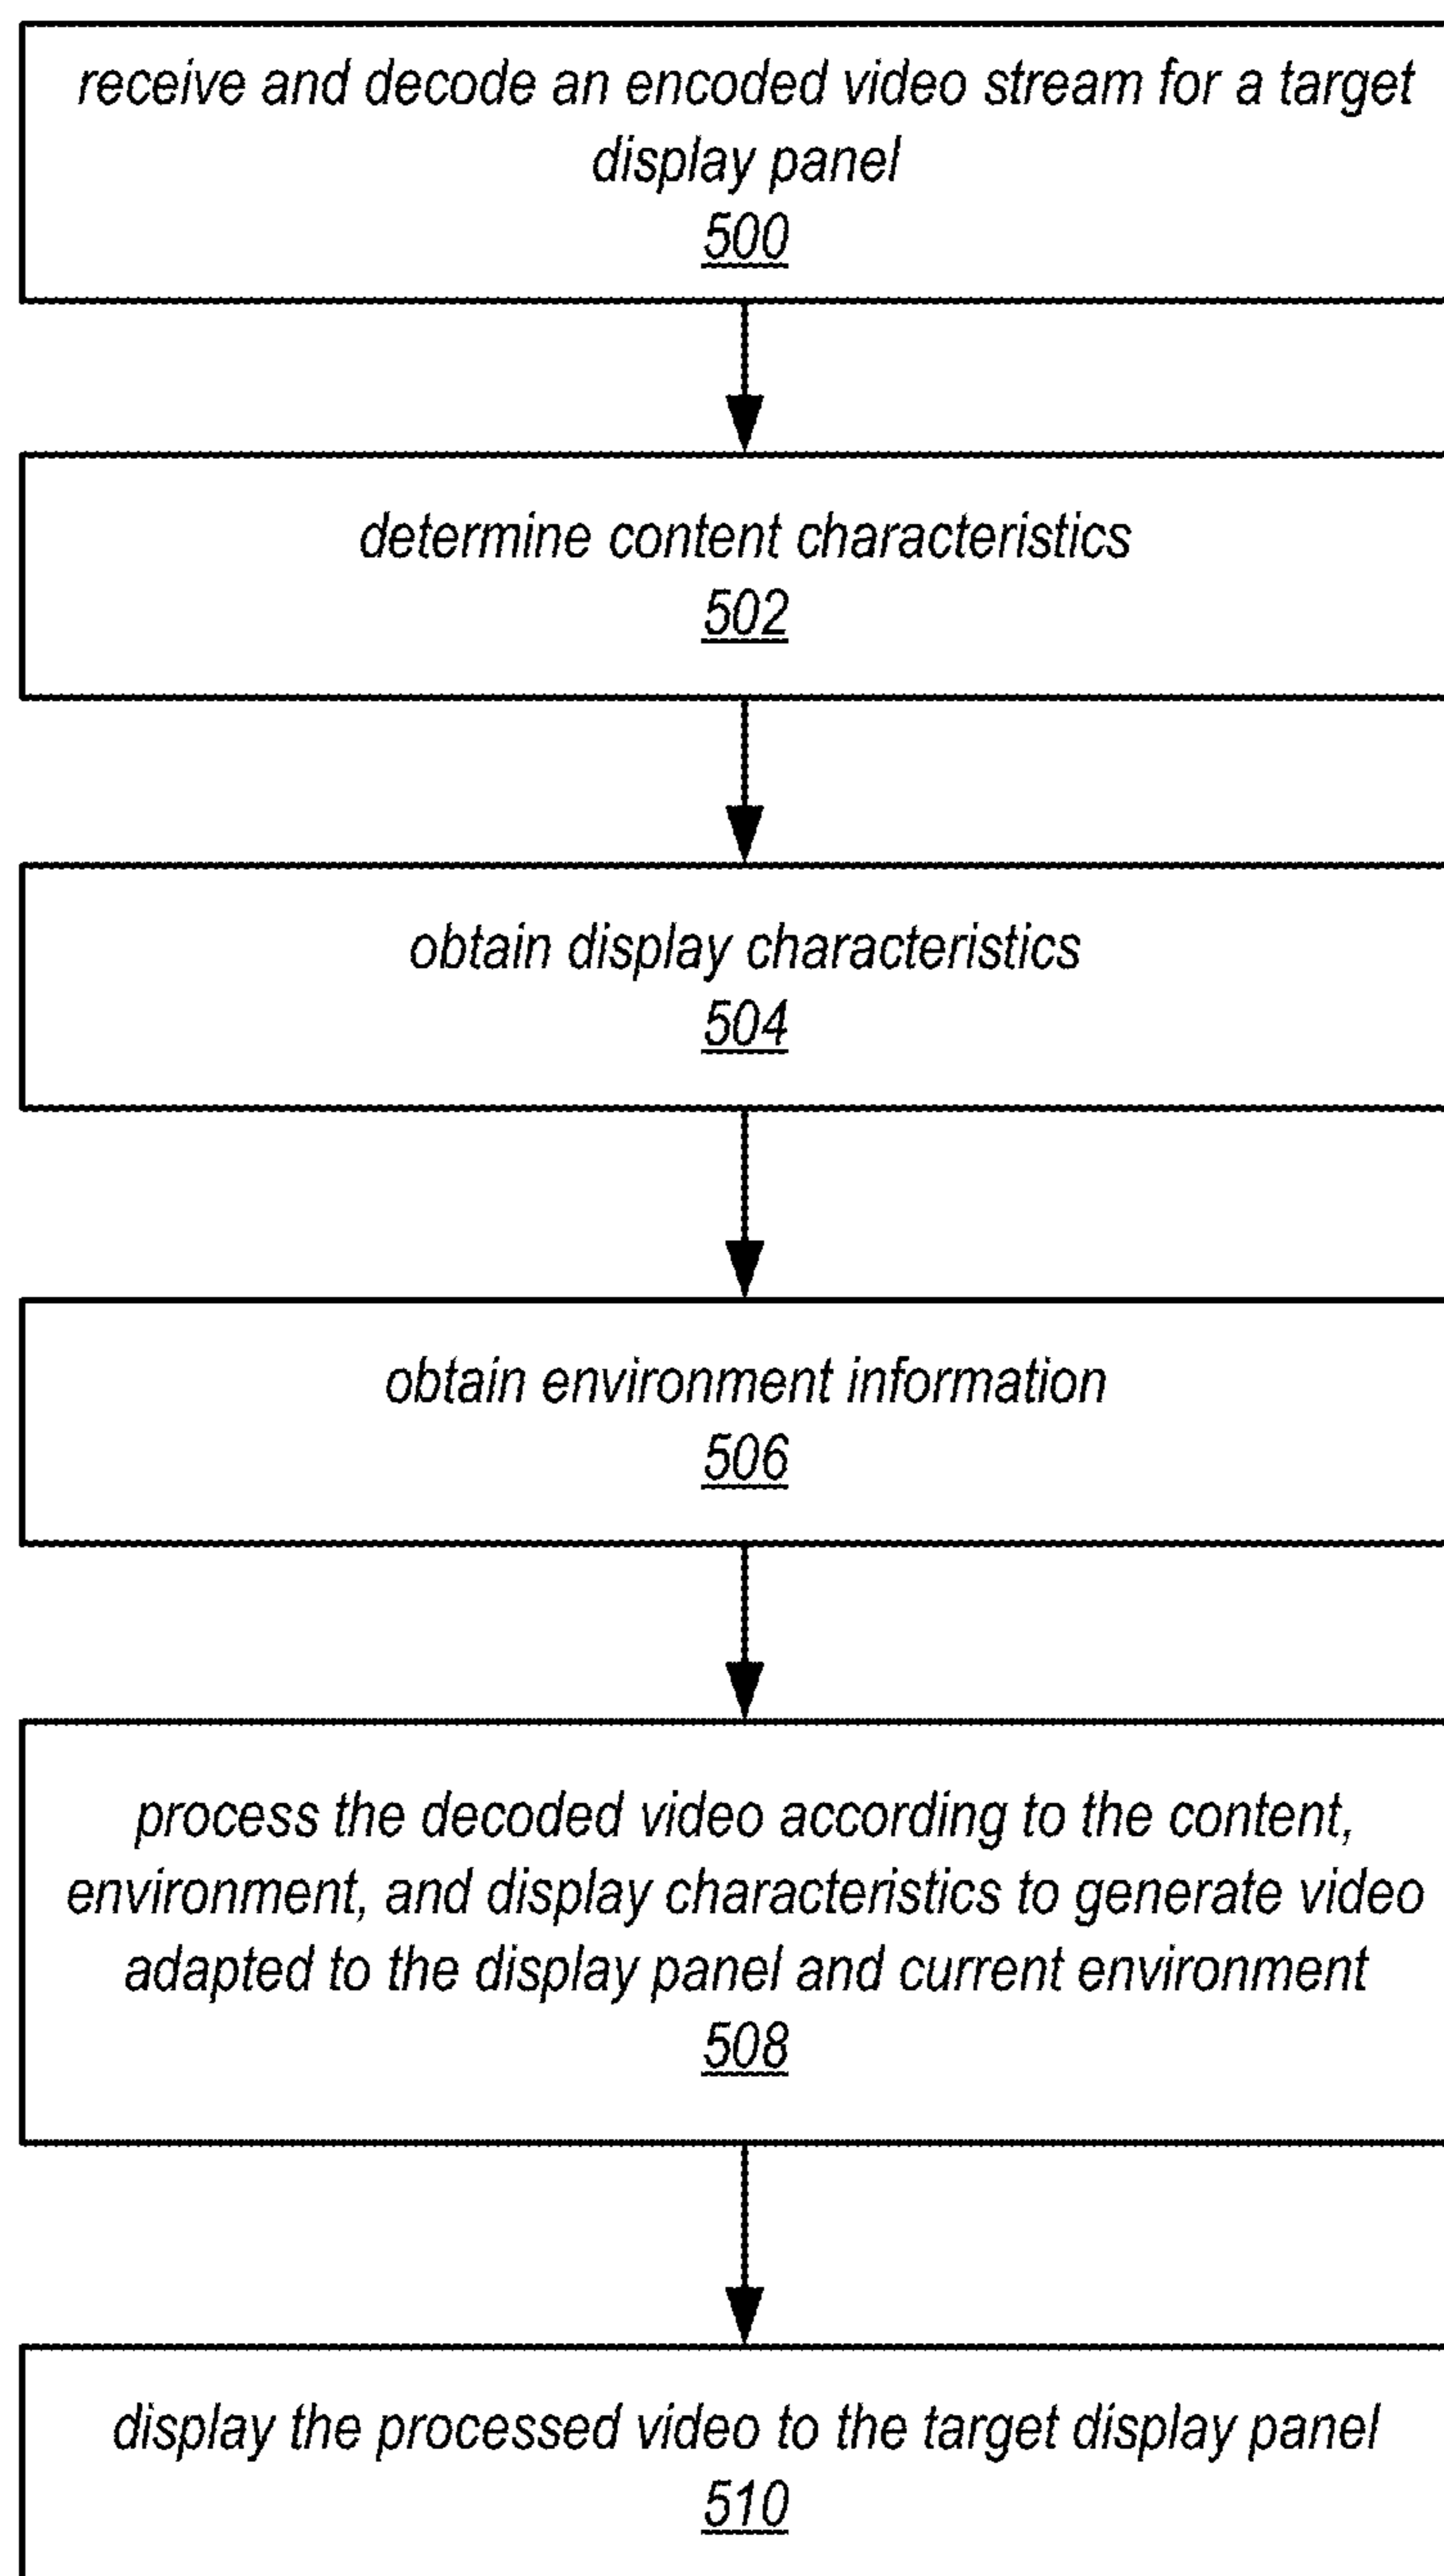 receive and decode an encoded video stream for a target
display panel
500
determine content characteristics
502
obtain display characteristics
504
obtain environment information
506
process the decoded video according to the content,
environment, and display characteristics to generate video
adapted to the display panel and current environment
508
display the processed video to the target display panel
510